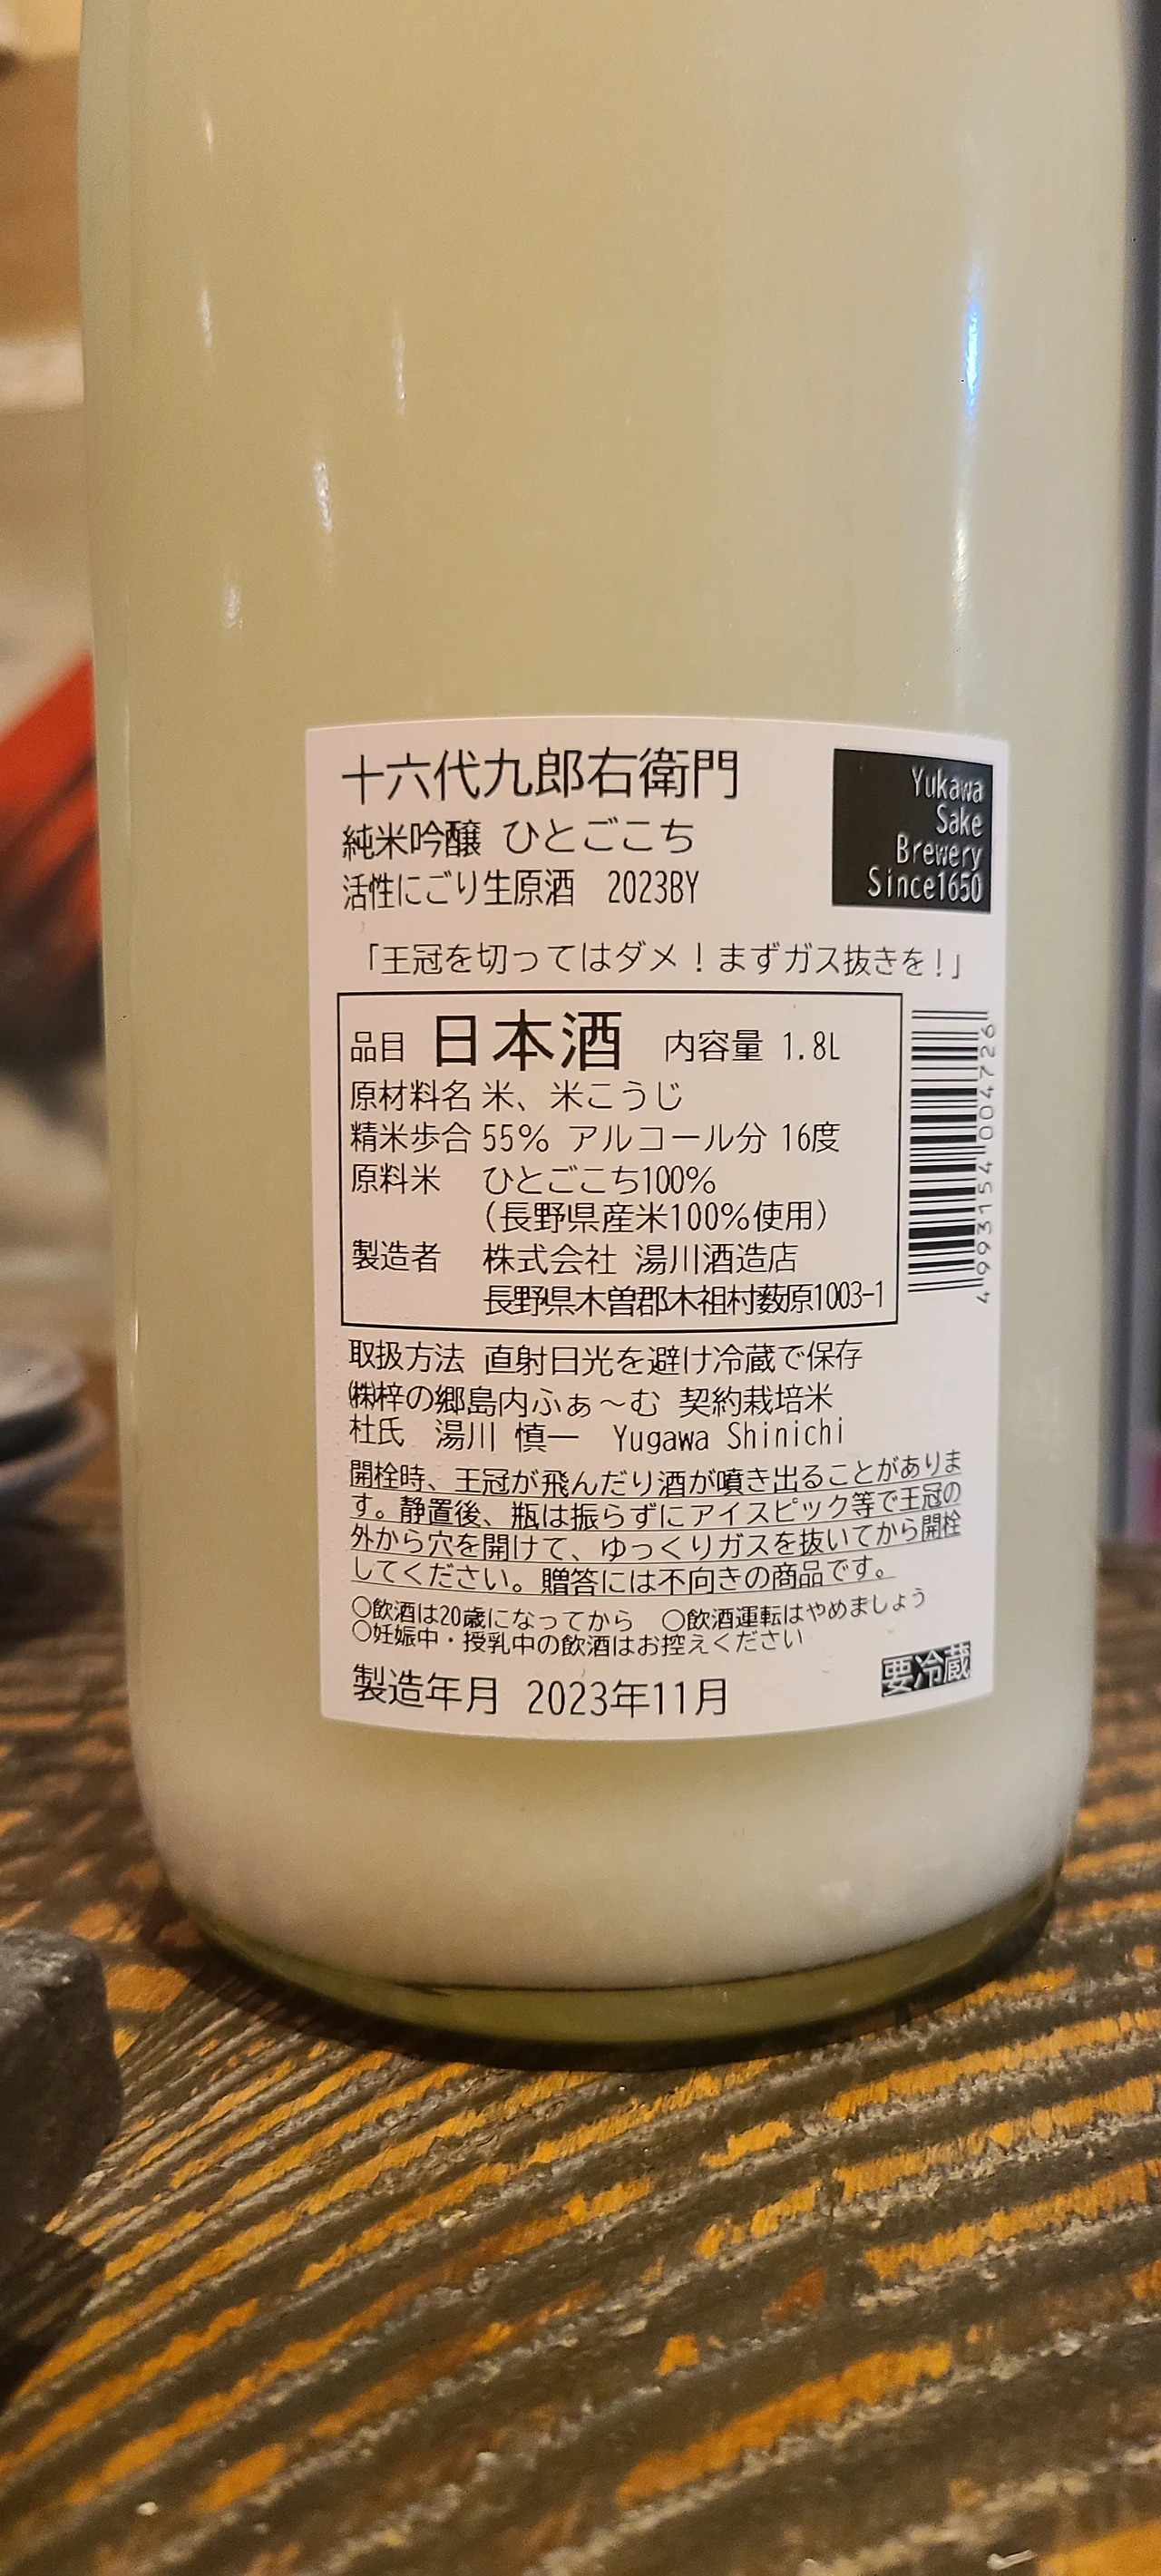 十六代九郎右衛門
純米吟醸 ひとごこち
活性にごり生原酒 2023BY
Yukawa
Sake
Brewery
Since1650
「王冠を切ってはダメ！まずガス抜きを！」
品目 日本酒 内容量 1.8L
原材料名 米、米こうじ
精米歩合 55% アルコール分 16度
原料米 ひとごこち100%
（長野県産米100%使用）
製造者 株式会社 湯川酒造店
長野県木曽郡木祖村薮原1003-1
4993154004726
取扱方法 直射日光を避け冷蔵で保存
㈱梓の郷島内ふぁ～む 契約栽培米
杜氏 湯川 慎一 Yugawa Shinichi
開栓時、王冠が飛んだり酒が噴き出ることがありま
す。静置後、瓶は振らずにアイスピック等で王冠の
外から穴を開けて、ゆっくりガスを抜いてから開栓
してください。贈答には不向きの商品です。
○飲酒は20歳になってから ○飲酒運転はやめましょう
○妊娠中・授乳中の飲酒はお控えください
製造年月 2023年11月
要冷蔵